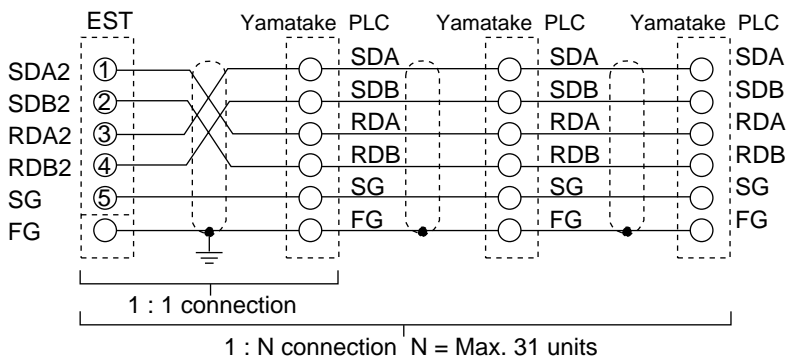 EST Yamatake PLC Yamatake PLC Yamatake PLC
SDA2 1 SDA SDA SDA
SDB2 2 SDB SDB SDB
RDA2 3 RDA RDA RDA
RDB2 4 RDB RDB RDB
SG 5 SG SG SG
FG FG FG FG
1 : 1 connection
1 : N connection N = Max. 31 units